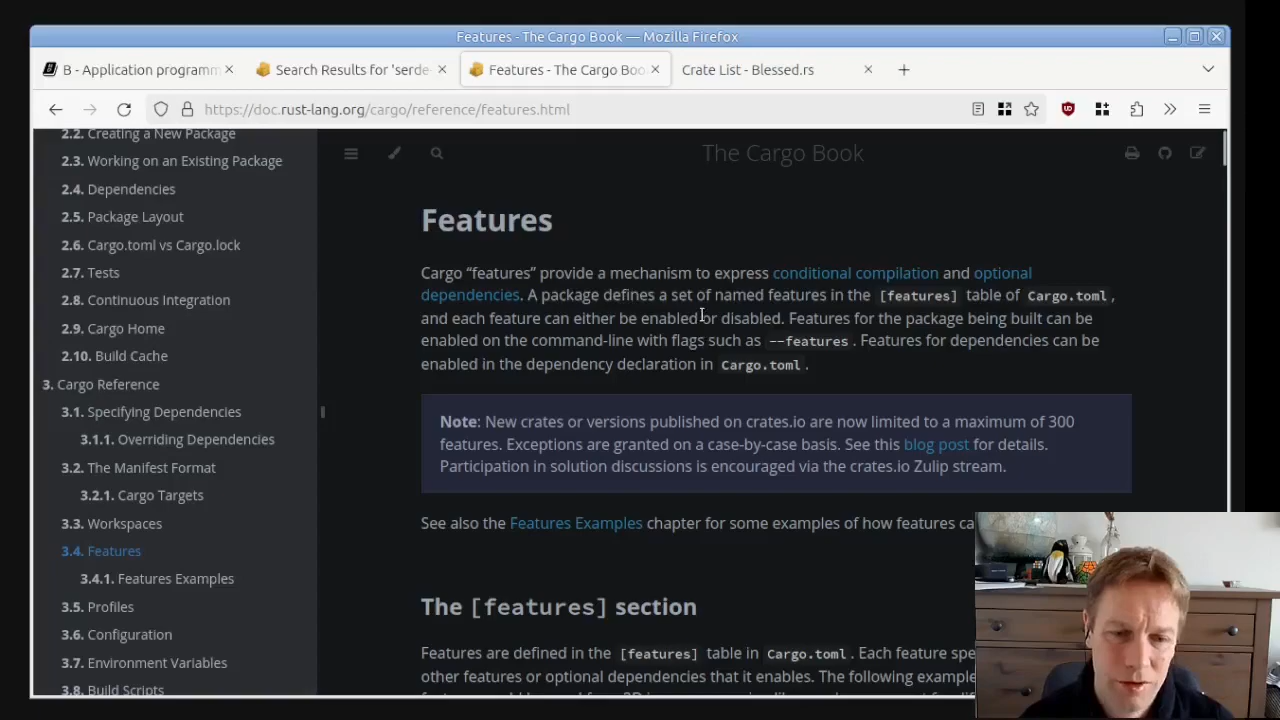 Features - The Cargo Book — Mozilla Firefox
B - Application programm
Search Results for 'serde
Features - The Cargo Boo
Crate List - Blessed.rs
https://doc.rust-lang.org/cargo/reference/features.html
2.2. Creating a New Package
2.3. Working on an Existing Package
2.4. Dependencies
2.5. Package Layout
2.6. Cargo.toml vs Cargo.lock
2.7. Tests
2.8. Continuous Integration
2.9. Cargo Home
2.10. Build Cache
3. Cargo Reference
3.1. Specifying Dependencies
3.1.1. Overriding Dependencies
3.2. The Manifest Format
3.2.1. Cargo Targets
3.3. Workspaces
3.4. Features
3.4.1. Features Examples
3.5. Profiles
3.6. Configuration
3.7. Environment Variables
3.8. Build Scripts
The Cargo Book
Features
Cargo “features” provide a mechanism to express conditional compilation and optional
dependencies. A package defines a set of named features in the [features] table of Cargo.toml,
and each feature can either be enabled or disabled. Features for the package being built can be
enabled on the command-line with flags such as --features. Features for dependencies can be
enabled in the dependency declaration in Cargo.toml.
Note: New crates or versions published on crates.io are now limited to a maximum of 300
features. Exceptions are granted on a case-by-case basis. See this blog post for details.
Participation in solution discussions is encouraged via the crates.io Zulip stream.
See also the Features Examples chapter for some examples of how features ca
The [features] section
Features are defined in the [features] table in Cargo.toml. Each feature spe
other features or optional dependencies that it enables. The following example